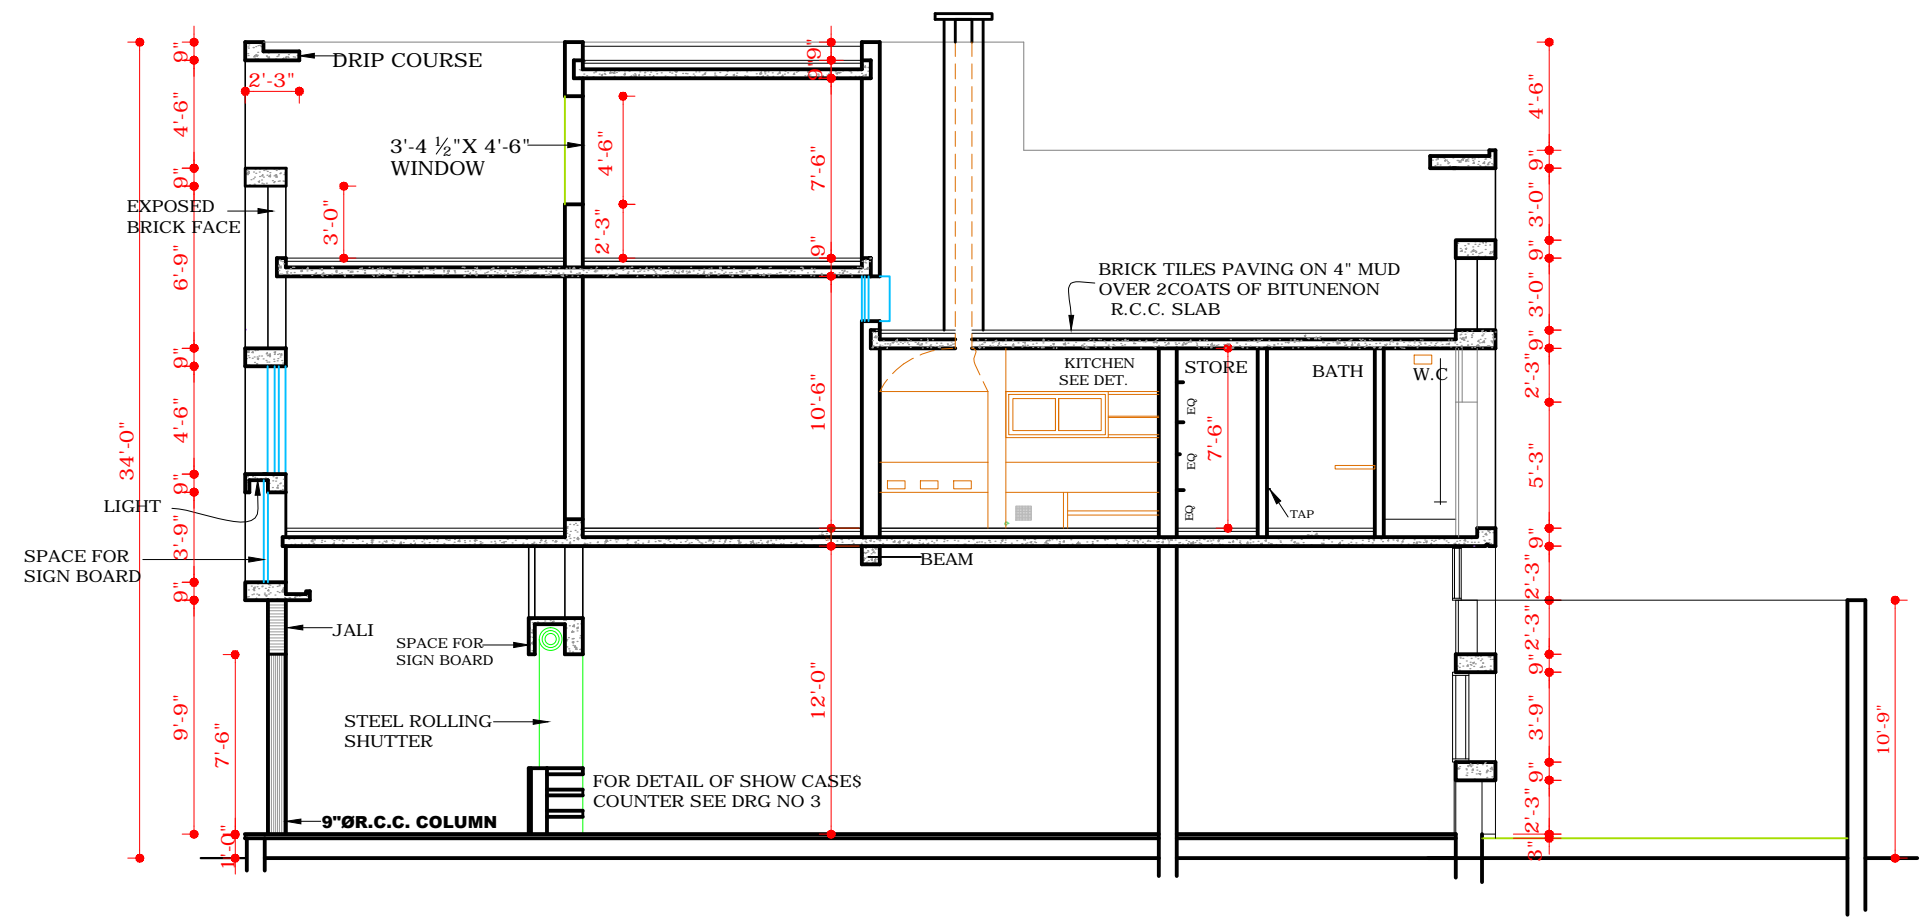 DRIP COURSE
9"
2'-3"
4'-6"
3'-4 ½"X 4'-6"
WINDOW
4'-6"
2'-3"
9"
9"
7'-6"
9"
4'-6"
9"
EXPOSED
BRICK FACE
3'-0"
6'-9"
9"
3'-0"
9"
3'-0"
9"
BRICK TILES PAVING ON 4" MUD
OVER 2COATS OF BITUNENON
R.C.C. SLAB
KITCHEN
SEE DET.
STORE
BATH
W.C
EQ
EQ
EQ
7'-6"
TAP
10'-6"
2'-3"
5'-3"
34'-0"
4'-6"
9"
LIGHT
3'-9"
SPACE FOR
SIGN BOARD
9"
BEAM
9"
2'-3"
2'-3"
9"
3'-9"
9"
2'-3"
3"
JALI
SPACE FOR
SIGN BOARD
STEEL ROLLING
SHUTTER
12'-0"
9'-9"
7'-6"
1'-0"
FOR DETAIL OF SHOW CASE$
COUNTER SEE DRG NO 3
9"ØR.C.C. COLUMN
10'-9"